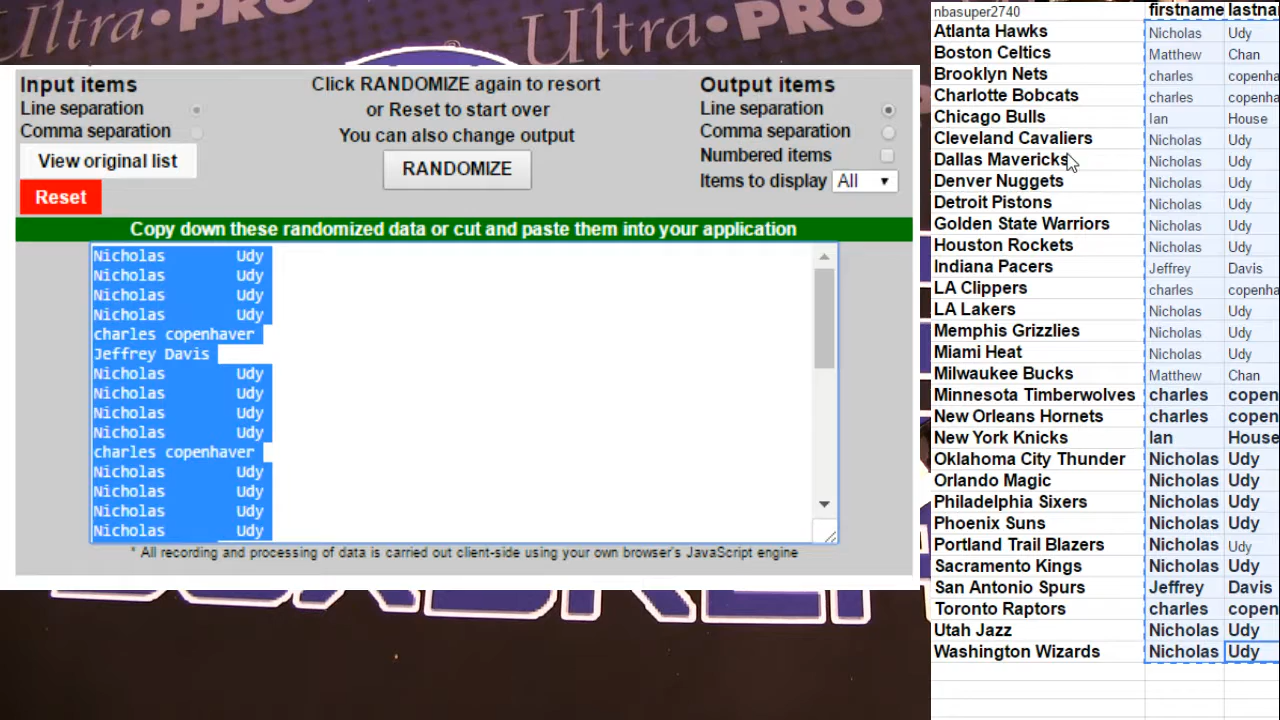 Ultra•PRO
Ultra•PRO
Input items
Line separation
Comma separation
View original list
Reset
Click RANDOMIZE again to resort
or Reset to start over
You can also change output
RANDOMIZE
Output items
Line separation
Comma separation
Numbered items
Items to display All
Copy down these randomized data or cut and paste them into your application
Nicholas Udy
Nicholas Udy
Nicholas Udy
Nicholas Udy
charles copenhaver
Jeffrey Davis
Nicholas Udy
Nicholas Udy
Nicholas Udy
Nicholas Udy
charles copenhaver
Nicholas Udy
Nicholas Udy
Nicholas Udy
Nicholas Udy
* All recording and processing of data is carried out client-side using your own browser's JavaScript engine
nbasuper2740 firstname lastna
Atlanta Hawks Nicholas Udy
Boston Celtics Matthew Chan
Brooklyn Nets charles copenha
Charlotte Bobcats charles copenha
Chicago Bulls Ian House
Cleveland Cavaliers Nicholas Udy
Dallas Mavericks Nicholas Udy
Denver Nuggets Nicholas Udy
Detroit Pistons Nicholas Udy
Golden State Warriors Nicholas Udy
Houston Rockets Nicholas Udy
Indiana Pacers Jeffrey Davis
LA Clippers charles copenha
LA Lakers Nicholas Udy
Memphis Grizzlies Nicholas Udy
Miami Heat Nicholas Udy
Milwaukee Bucks Matthew Chan
Minnesota Timberwolves charles copen
New Orleans Hornets charles copen
New York Knicks Ian House
Oklahoma City Thunder Nicholas Udy
Orlando Magic Nicholas Udy
Philadelphia Sixers Nicholas Udy
Phoenix Suns Nicholas Udy
Portland Trail Blazers Nicholas Udy
Sacramento Kings Nicholas Udy
San Antonio Spurs Jeffrey Davis
Toronto Raptors charles copen
Utah Jazz Nicholas Udy
Washington Wizards Nicholas Udy